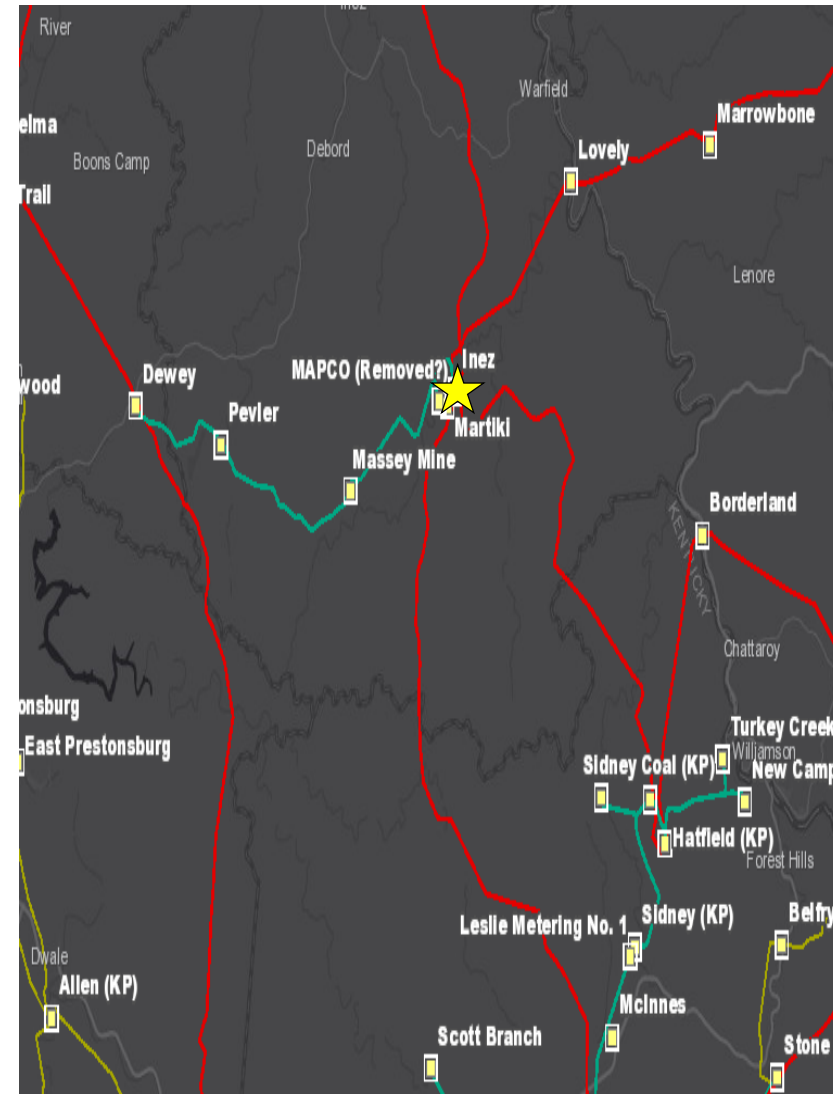 Inez
River
Warfield
Marrowbone
elma
Debord
Lovely
Boons Camp
Trail
Lenore
Inez
MAPCO (Removed?)
Dewey
wood
Pevler
Martiki
Massey Mine
Borderland
KENTUCKY
Chattaroy
onsburg
Turkey Creek
East Prestonsburg
Williamson
Sidney Coal (KP)
New Camp
Hatfield (KP)
Forest Hills
Belfry
Sidney (KP)
Leslie Metering No. 1
Dwale
Allen (KP)
McInnes
Scott Branch
Stone